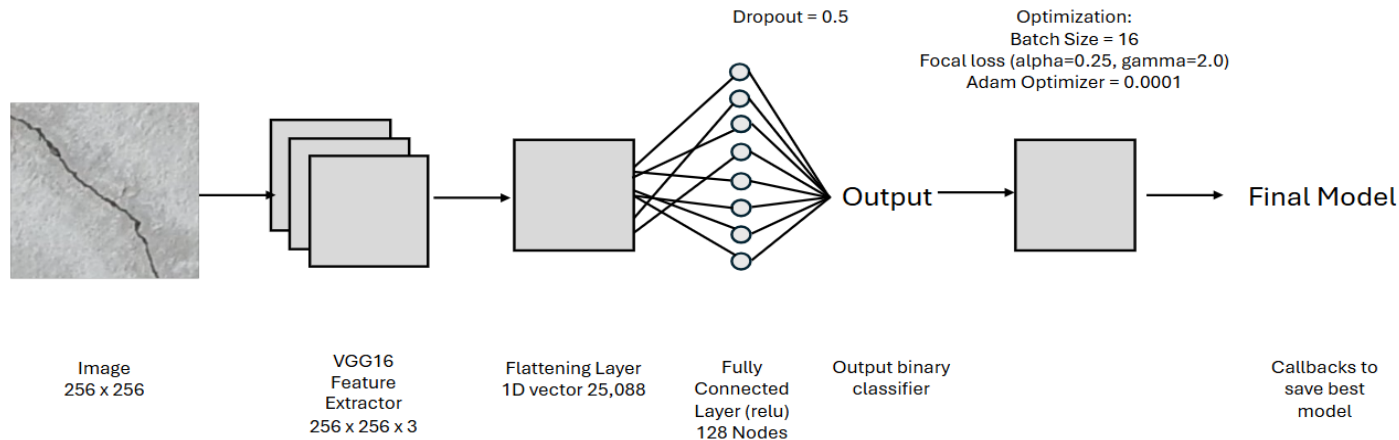 Dropout = 0.5
Optimization:
Batch Size = 16
Focal loss (alpha=0.25, gamma=2.0)
Adam Optimizer = 0.0001
Output
Final Model
Image
256 x 256
VGG16
Feature
Extractor
256 x 256 x 3
Flattening Layer
1D vector 25,088
Fully
Connected
Layer (relu)
128 Nodes
Output binary
classifier
Callbacks to
save best
model